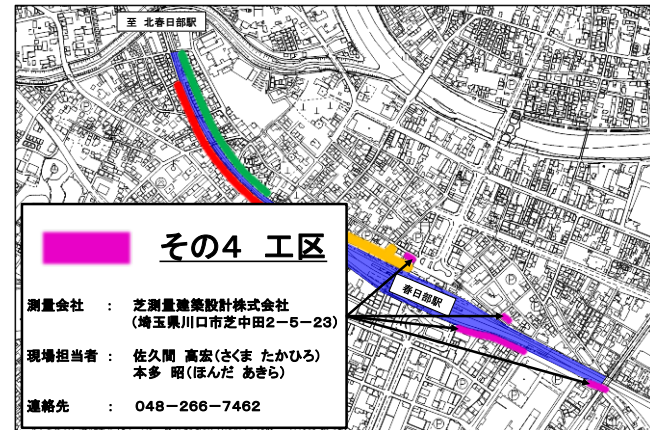 至 北春日部駅
その4 工区
測量会社 : 芝測量建築設計株式会社
(埼玉県川口市芝中田2-5-23)
現場担当者 : 佐久間 高宏(さくま たかひろ)
本多 昭(ほんだ あきら)
連絡先 : 048-266-7462
春日部駅